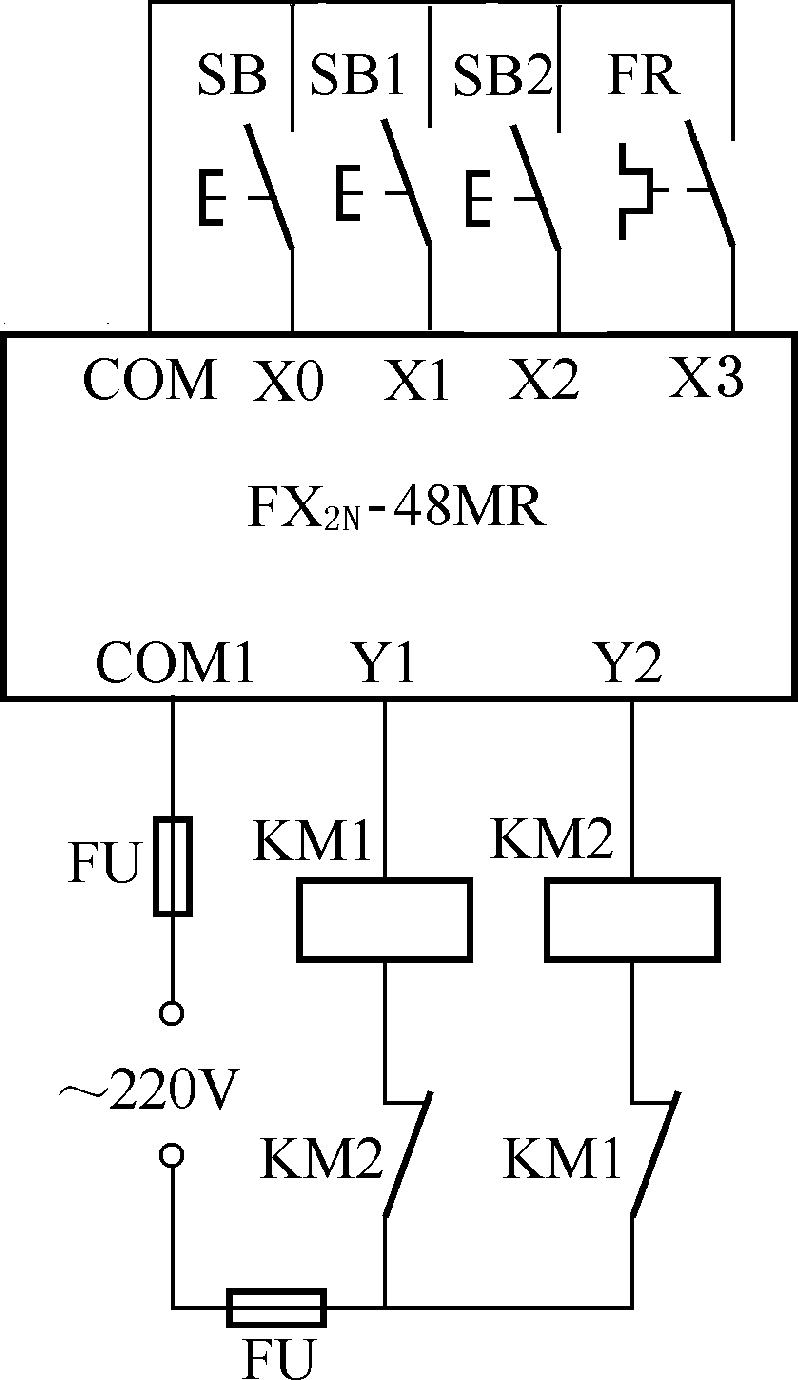 SB SB1 SB2 FR
COM X0 X1 X2 X3
FX2N-48MR
COM1 Y1 Y2
FU KM1 KM2
～220V
KM2 KM1
FU